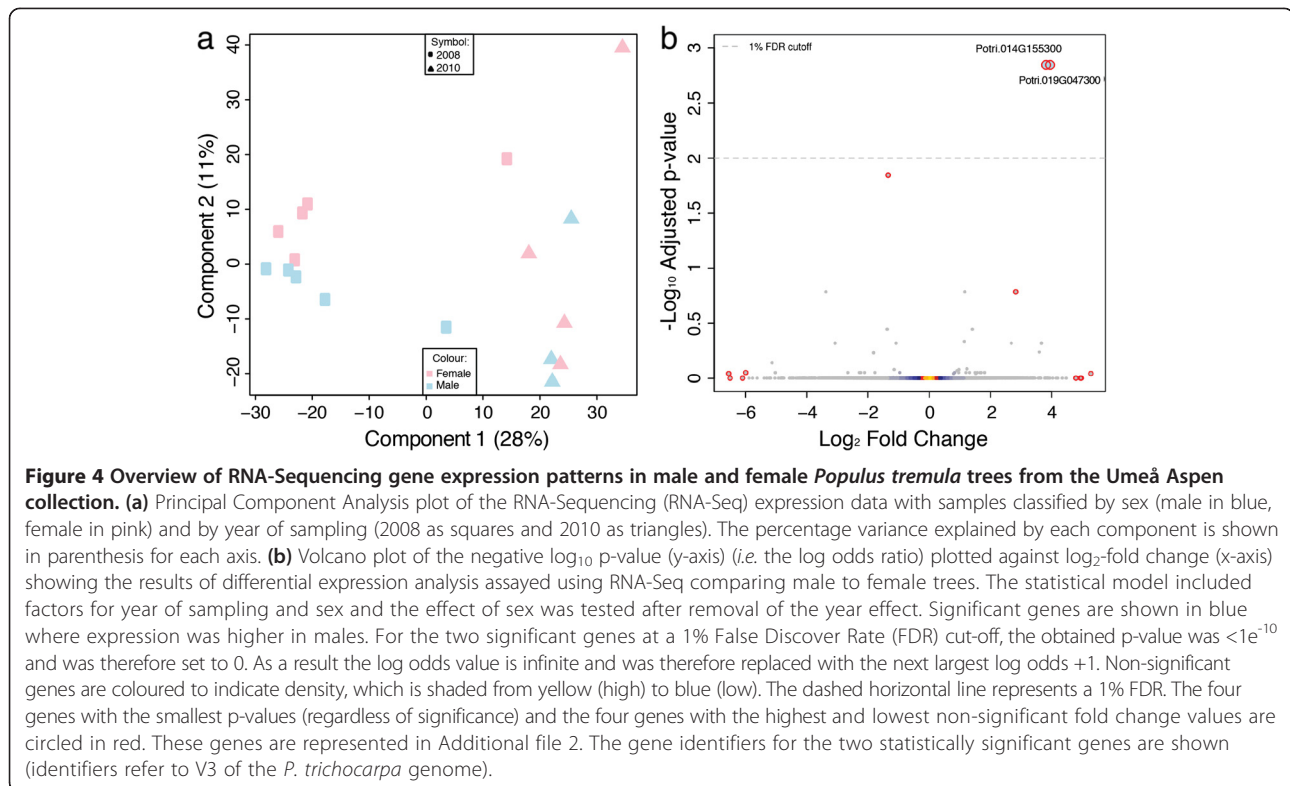 a
Symbol:
2008
2010
Colour:
Female
Male
40
30
20
10
0
−10
−20
Component 2 (11%)
−30
−20
−10
0
10
20
30
Component 1 (28%)
b
1% FDR cutoff
Potri.014G155300
Potri.019G047300
3
2.5
2
1.5
1
0.5
0
-Log₁₀ Adjusted p-value
−6
−4
−2
0
2
4
Log₂ Fold Change
Figure 4 Overview of RNA-Sequencing gene expression patterns in male and female Populus tremula trees from the Umeå Aspen
collection. (a) Principal Component Analysis plot of the RNA-Sequencing (RNA-Seq) expression data with samples classified by sex (male in blue,
female in pink) and by year of sampling (2008 as squares and 2010 as triangles). The percentage variance explained by each component is shown
in parenthesis for each axis. (b) Volcano plot of the negative log₁₀ p-value (y-axis) (i.e. the log odds ratio) plotted against log₂-fold change (x-axis)
showing the results of differential expression analysis assayed using RNA-Seq comparing male to female trees. The statistical model included
factors for year of sampling and sex and the effect of sex was tested after removal of the year effect. Significant genes are shown in blue
where expression was higher in males. For the two significant genes at a 1% False Discover Rate (FDR) cut-off, the obtained p-value was <1e⁻¹⁰
and was therefore set to 0. As a result the log odds value is infinite and was therefore replaced with the next largest log odds +1. Non-significant
genes are coloured to indicate density, which is shaded from yellow (high) to blue (low). The dashed horizontal line represents a 1% FDR. The four
genes with the smallest p-values (regardless of significance) and the four genes with the highest and lowest non-significant fold change values are
circled in red. These genes are represented in Additional file 2. The gene identifiers for the two statistically significant genes are shown
(identifiers refer to V3 of the P. trichocarpa genome).